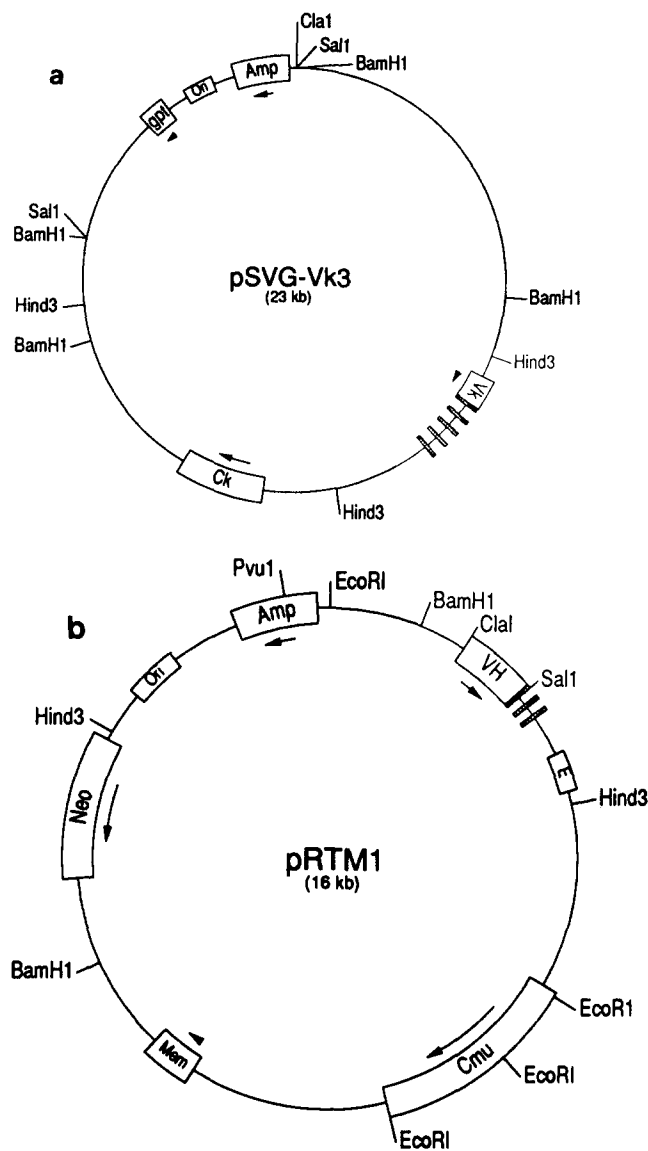 a
Cla1
Sal1
BamH1
Amp
Ori
gpt
Sal1
BamH1
Hind3
BamH1
pSVG-Vk3
(23 kb)
BamH1
Hind3
Vk
Ck
Hind3
b
Pvu1
EcoRI
Amp
BamH1
ClaI
VH
Sal1
Ori
Hind3
Neo
E
Hind3
pRTM1
(16 kb)
BamH1
EcoR1
Mem
Cmu
EcoRI
EcoRI